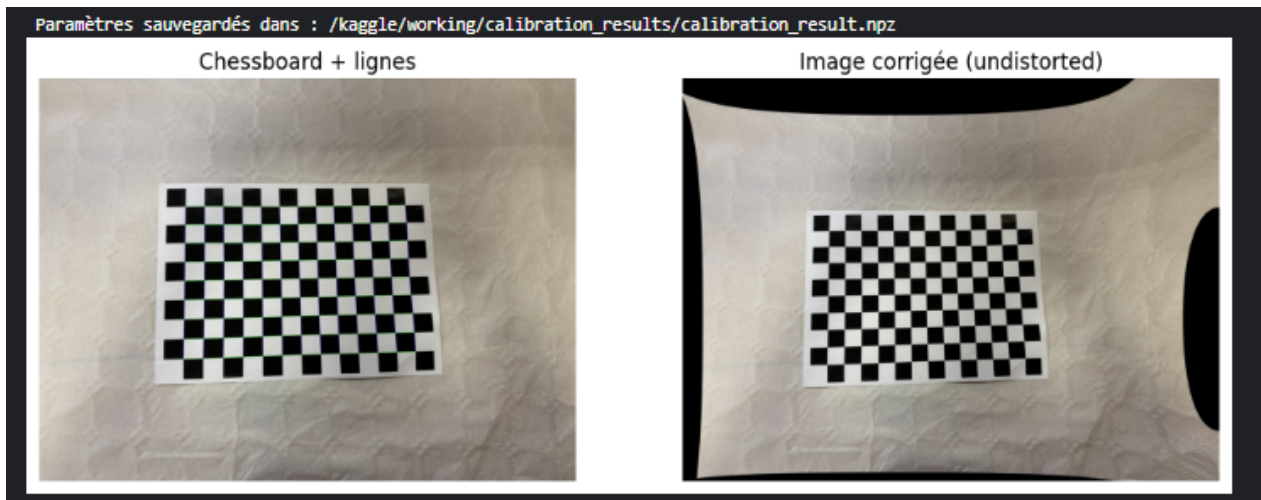 Paramètres sauvegardés dans : /kaggle/working/calibration_results/calibration_result.npz
Chessboard + lignes
Image corrigée (undistorted)